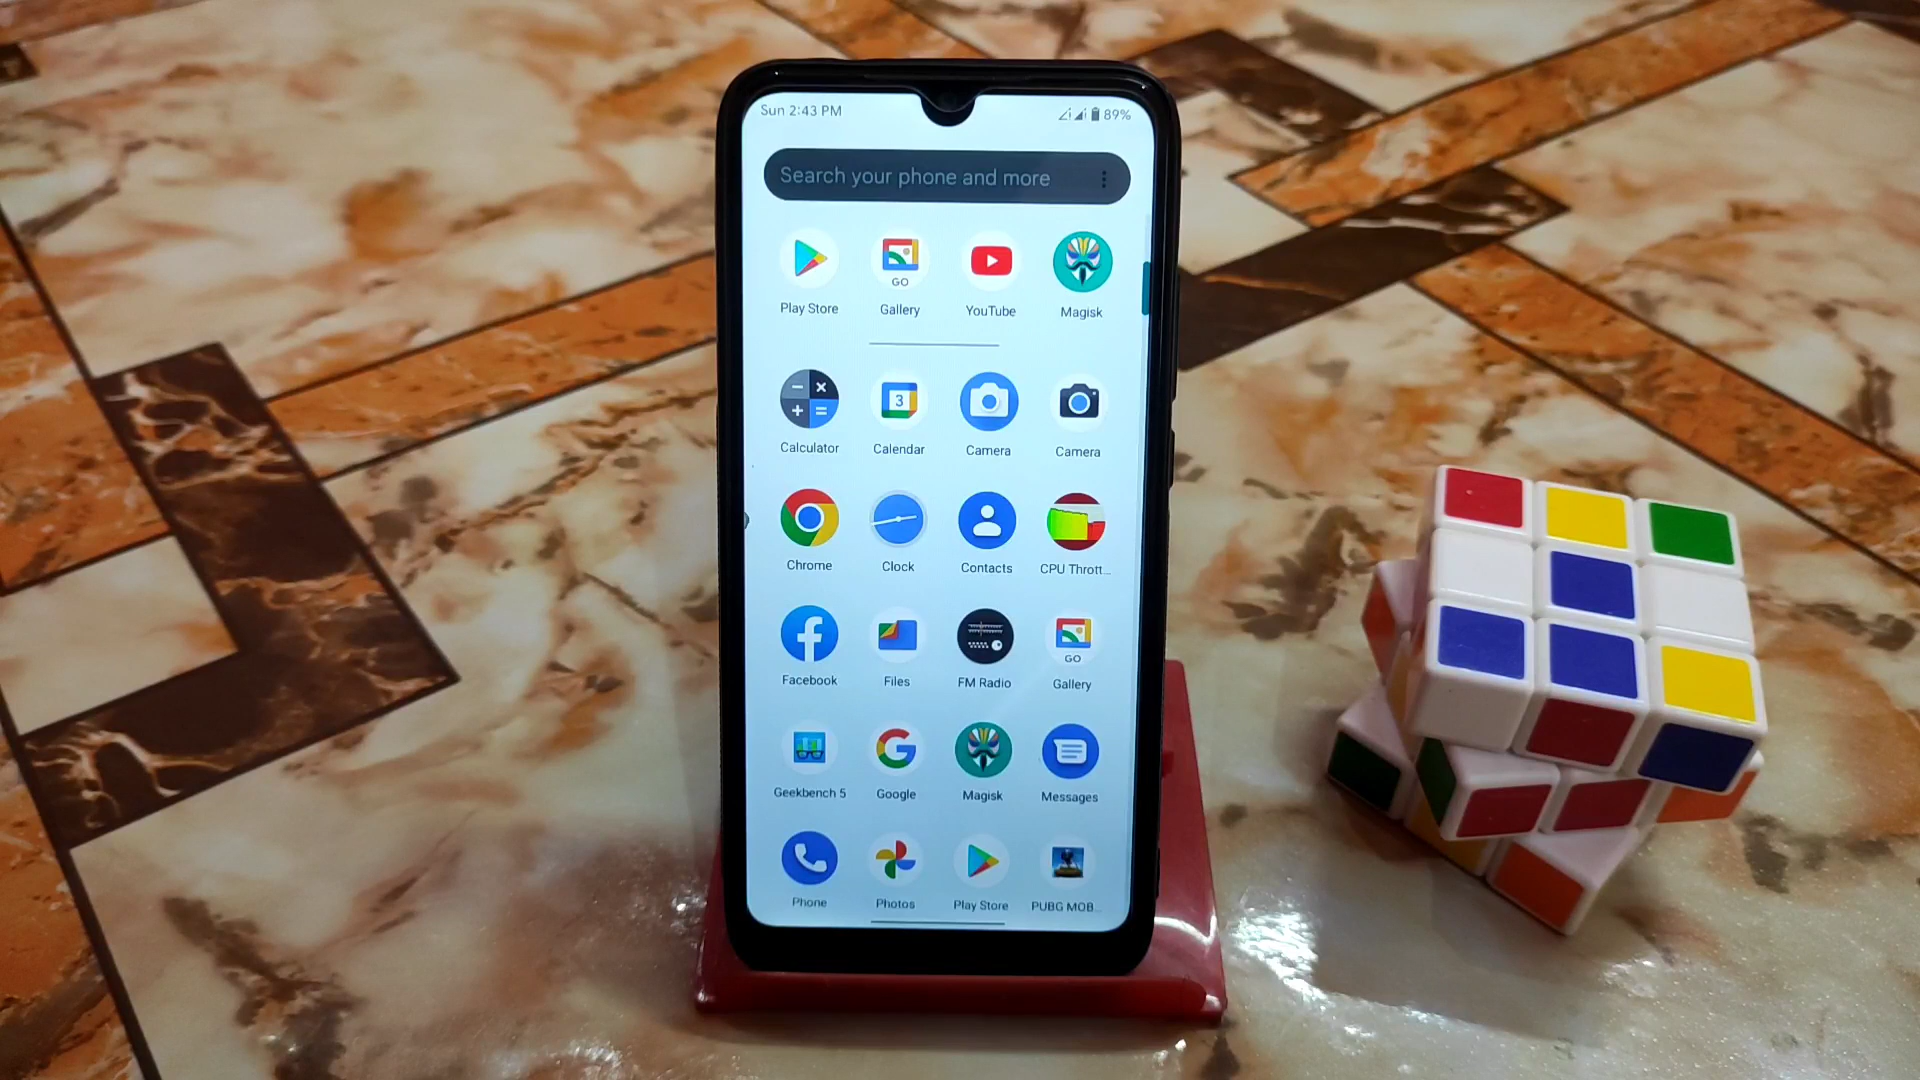 Sun 2:43 PM
89%
Search your phone and more
GO
Play Store Gallery YouTube Magisk
3
Calculator Calendar Camera Camera
Chrome Clock Contacts CPU Thrott...
GO
Facebook Files FM Radio Gallery
Geekbench 5 Google Magisk Messages
Phone Photos Play Store PUBG MOB...